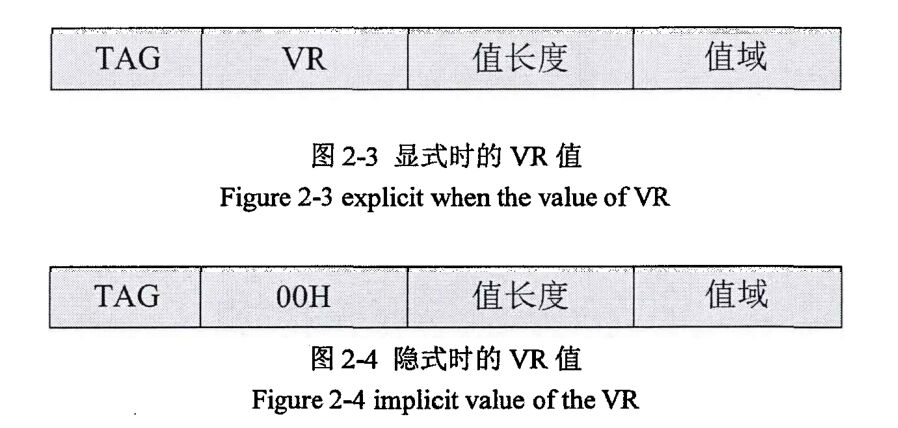 TAG VR 值长度 值域
图 2-3 显式时的 VR 值
Figure 2-3 explicit when the value of VR
TAG 00H 值长度 值域
图 2-4 隐式时的 VR 值
Figure 2-4 implicit value of the VR